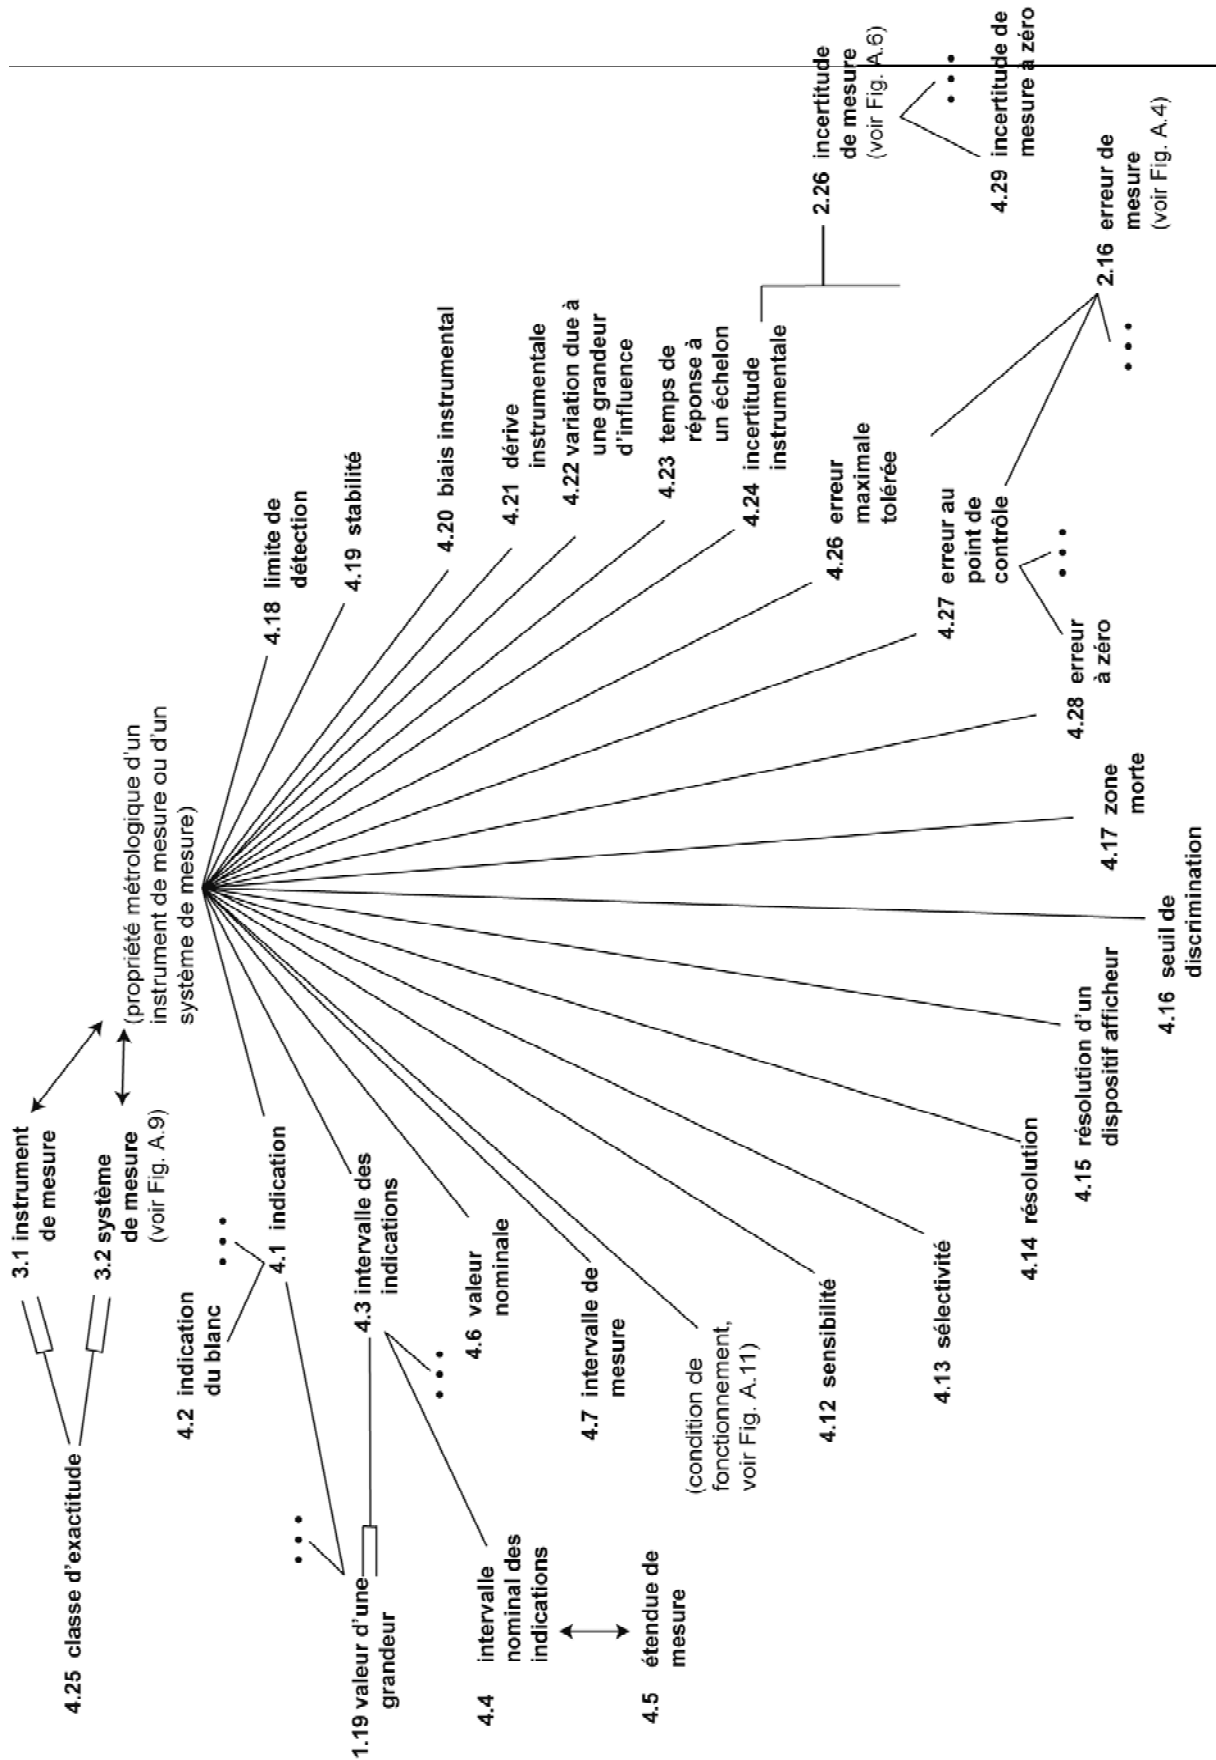 4.25 classe d'exactitude
3.1 instrument
de mesure
3.2 système
de mesure
(voir Fig. A.9)
(propriété métrologique d'un
instrument de mesure ou d'un
système de mesure)
4.2 indication
du blanc
• • •
4.1 indication
• • •
1.19 valeur d'une
grandeur
4.3 intervalle des
indications
• • •
4.4 intervalle
nominal des
indications
4.5 étendue de
mesure
4.6 valeur
nominale
4.7 intervalle de
mesure
(condition de
fonctionnement,
voir Fig. A.11)
4.12 sensibilité
4.13 sélectivité
4.14 résolution
4.15 résolution d'un
dispositif afficheur
4.16 seuil de
discrimination
4.17 zone
morte
4.28 erreur
à zéro
• • •
4.27 erreur au
point de
contrôle
4.26 erreur
maximale
tolérée
4.24 incertitude
instrumentale
4.23 temps de
réponse à
un échelon
4.22 variation due à
une grandeur
d'influence
4.21 dérive
instrumentale
4.20 biais instrumental
4.19 stabilité
4.18 limite de
détection
2.26 incertitude
de mesure
(voir Fig. A.6)
• • •
4.29 incertitude de
mesure à zéro
2.16 erreur de
mesure
(voir Fig. A.4)
• • •